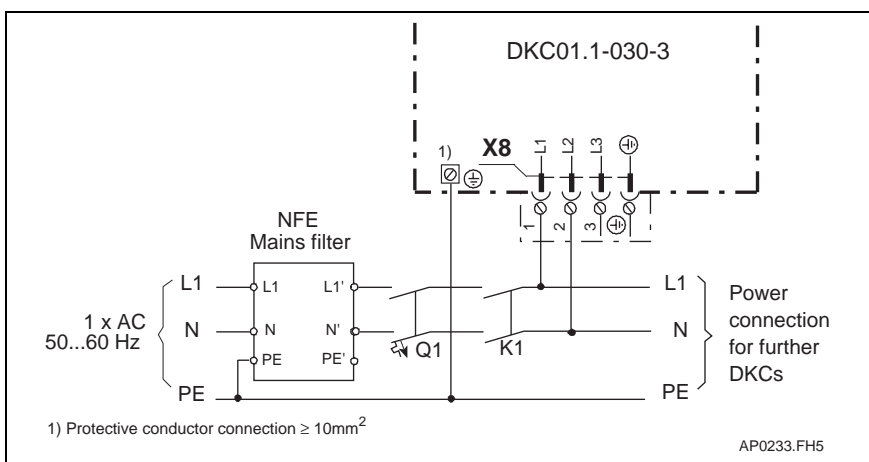 DKC01.1-030-3
1) X8 L1 L2 L3
1 2 3
NFE
Mains filter
L1 L1 L1' L1
1 x AC
50...60 Hz
N N N' Q1 K1 N
PE PE'
PE PE
Power
connection
for further
DKCs
1) Protective conductor connection ≥ 10mm²
AP0233.FH5